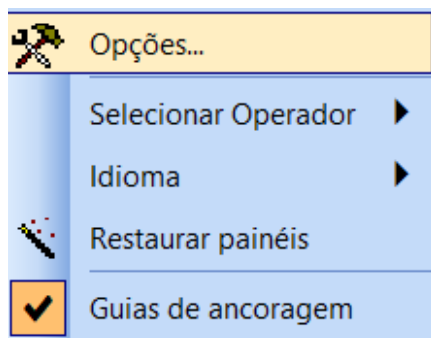 Opções...
Selecionar Operador
Idioma
Restaurar painéis
Guias de ancoragem